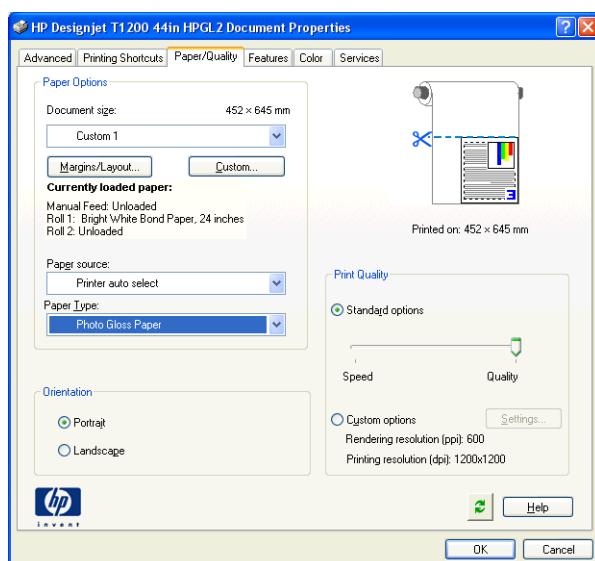 HP Designjet T1200 44in HPGL2 Document Properties
Advanced Printing Shortcuts Paper/Quality Features Color Services
Paper Options
Document size: 452 × 645 mm
Custom 1
Margins/Layout... Custom...
Currently loaded paper:
Manual Feed: Unloaded
Roll 1: Bright White Bond Paper, 24 inches
Roll 2: Unloaded
Paper source:
Printer auto select
Paper Type:
Photo Gloss Paper
Orientation
Portrait
Landscape
3
Printed on: 452 × 645 mm
Print Quality
Standard options
Speed Quality
Custom options Settings...
Rendering resolution (ppi): 600
Printing resolution (dpi): 1200x1200
hp
invent
Help
OK Cancel